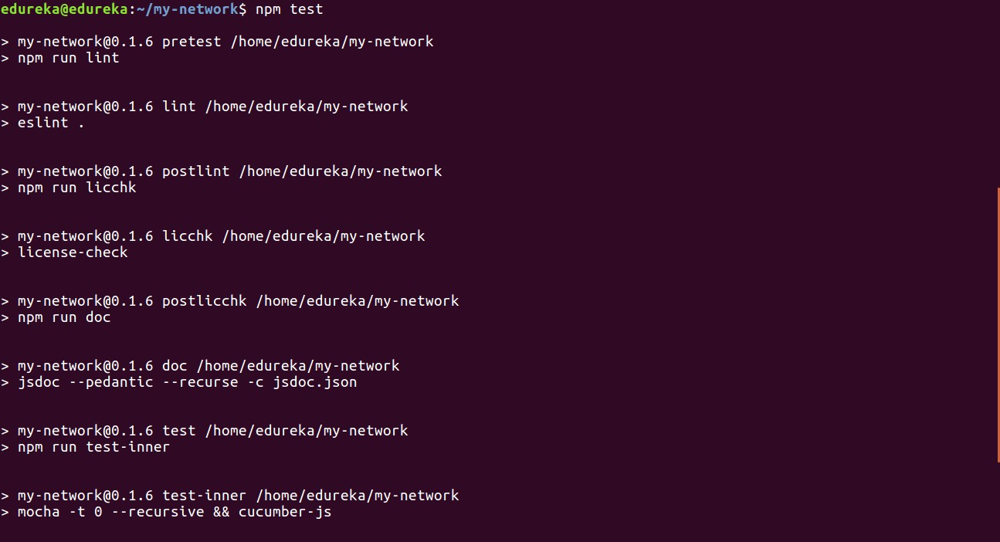 edureka@edureka:~/my-network$ npm test
> my-network@0.1.6 pretest /home/edureka/my-network
> npm run lint
> my-network@0.1.6 lint /home/edureka/my-network
> eslint .
> my-network@0.1.6 postlint /home/edureka/my-network
> npm run licchk
> my-network@0.1.6 licchk /home/edureka/my-network
> license-check
> my-network@0.1.6 postlicchk /home/edureka/my-network
> npm run doc
> my-network@0.1.6 doc /home/edureka/my-network
> jsdoc --pedantic --recurse -c jsdoc.json
> my-network@0.1.6 test /home/edureka/my-network
> npm run test-inner
> my-network@0.1.6 test-inner /home/edureka/my-network
> mocha -t 0 --recursive && cucumber-js